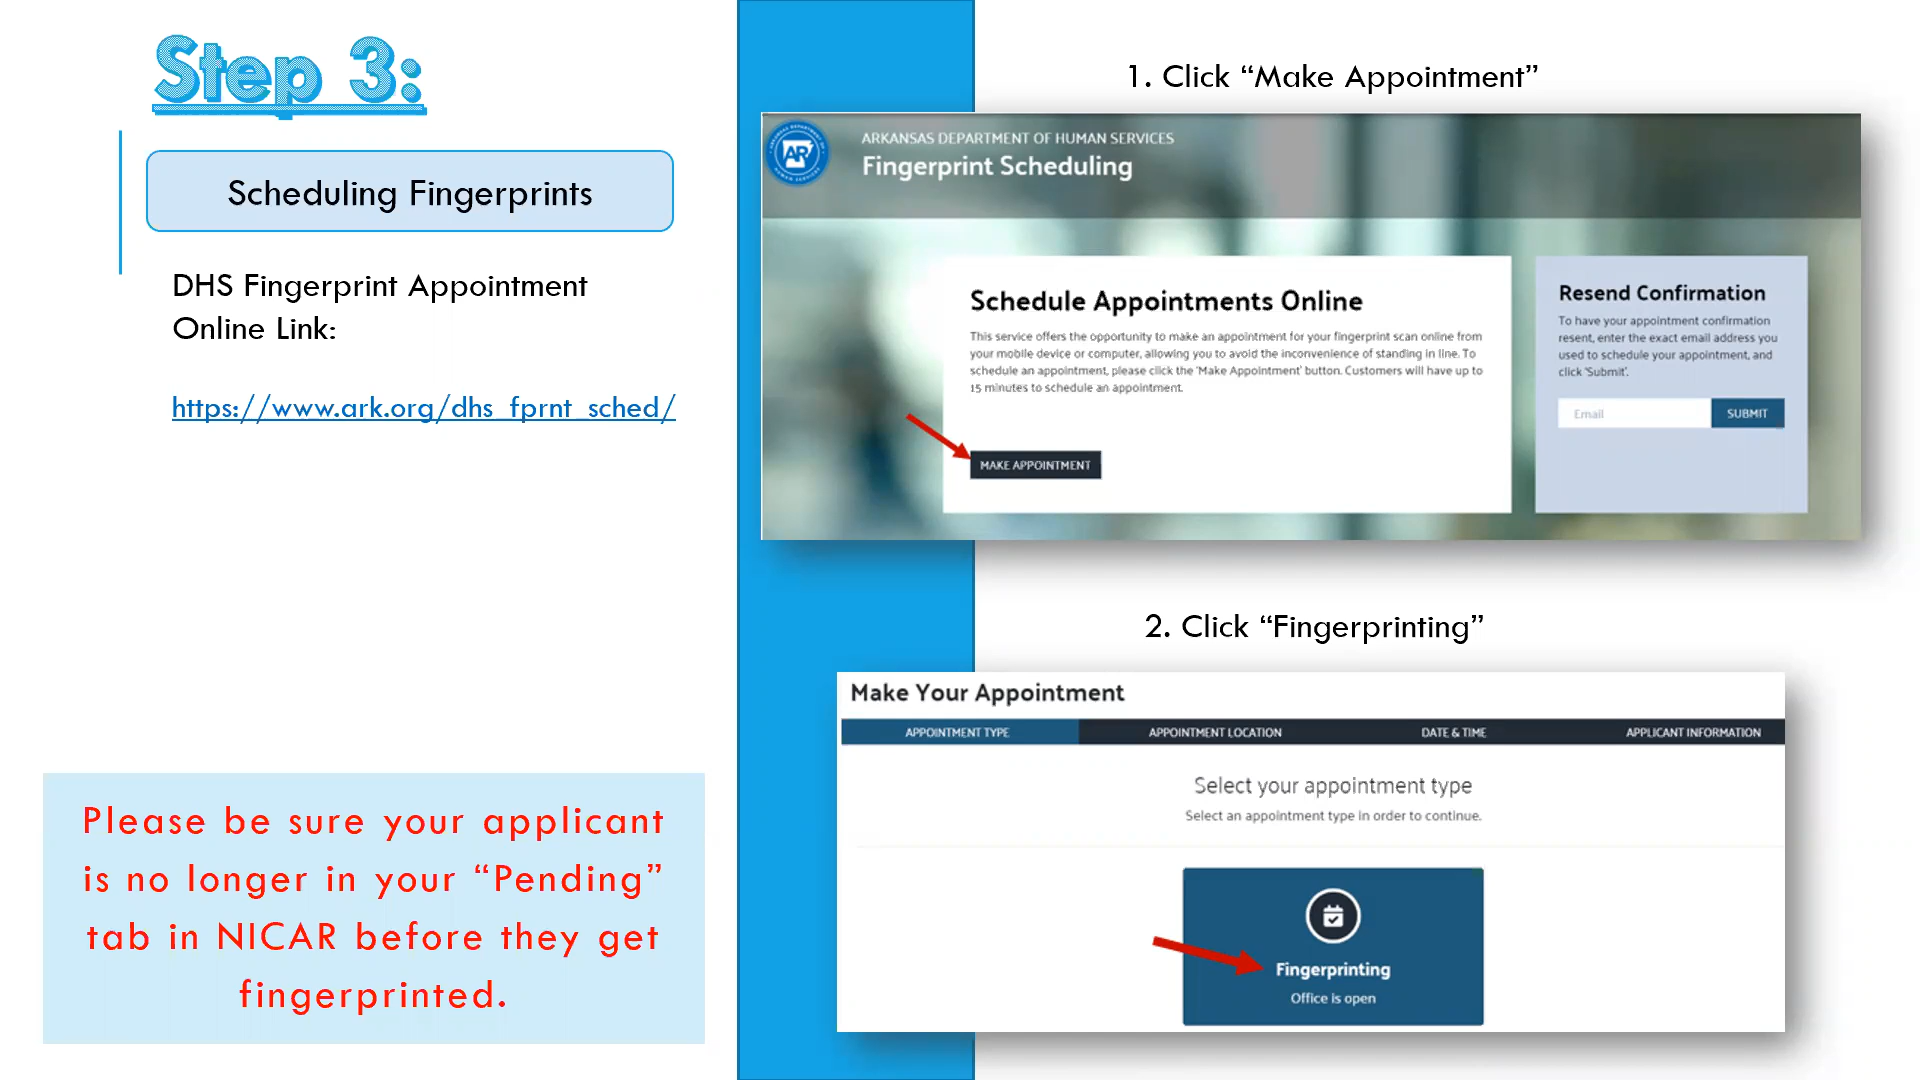 Step 3:
Scheduling Fingerprints
DHS Fingerprint Appointment
Online Link:
https://www.ark.org/dhs_fprnt_sched/
Please be sure your applicant
is no longer in your “Pending”
tab in NICAR before they get
fingerprinted.
1. Click “Make Appointment”
AR
ARKANSAS DEPARTMENT OF HUMAN SERVICES
Fingerprint Scheduling
Schedule Appointments Online
This service offers the opportunity to make an appointment for your fingerprint scan online from
your mobile device or computer, allowing you to avoid the inconvenience of standing in line. To
schedule an appointment, please click the 'Make Appointment' button. Customers will have up to
15 minutes to schedule an appointment.
MAKE APPOINTMENT
Resend Confirmation
To have your appointment confirmation
resent, enter the exact email address you
used to schedule your appointment, and
click 'Submit'.
Email
SUBMIT
2. Click “Fingerprinting”
Make Your Appointment
APPOINTMENT TYPE
APPOINTMENT LOCATION
DATE & TIME
APPLICANT INFORMATION
Select your appointment type
Select an appointment type in order to continue.
Fingerprinting
Office is open